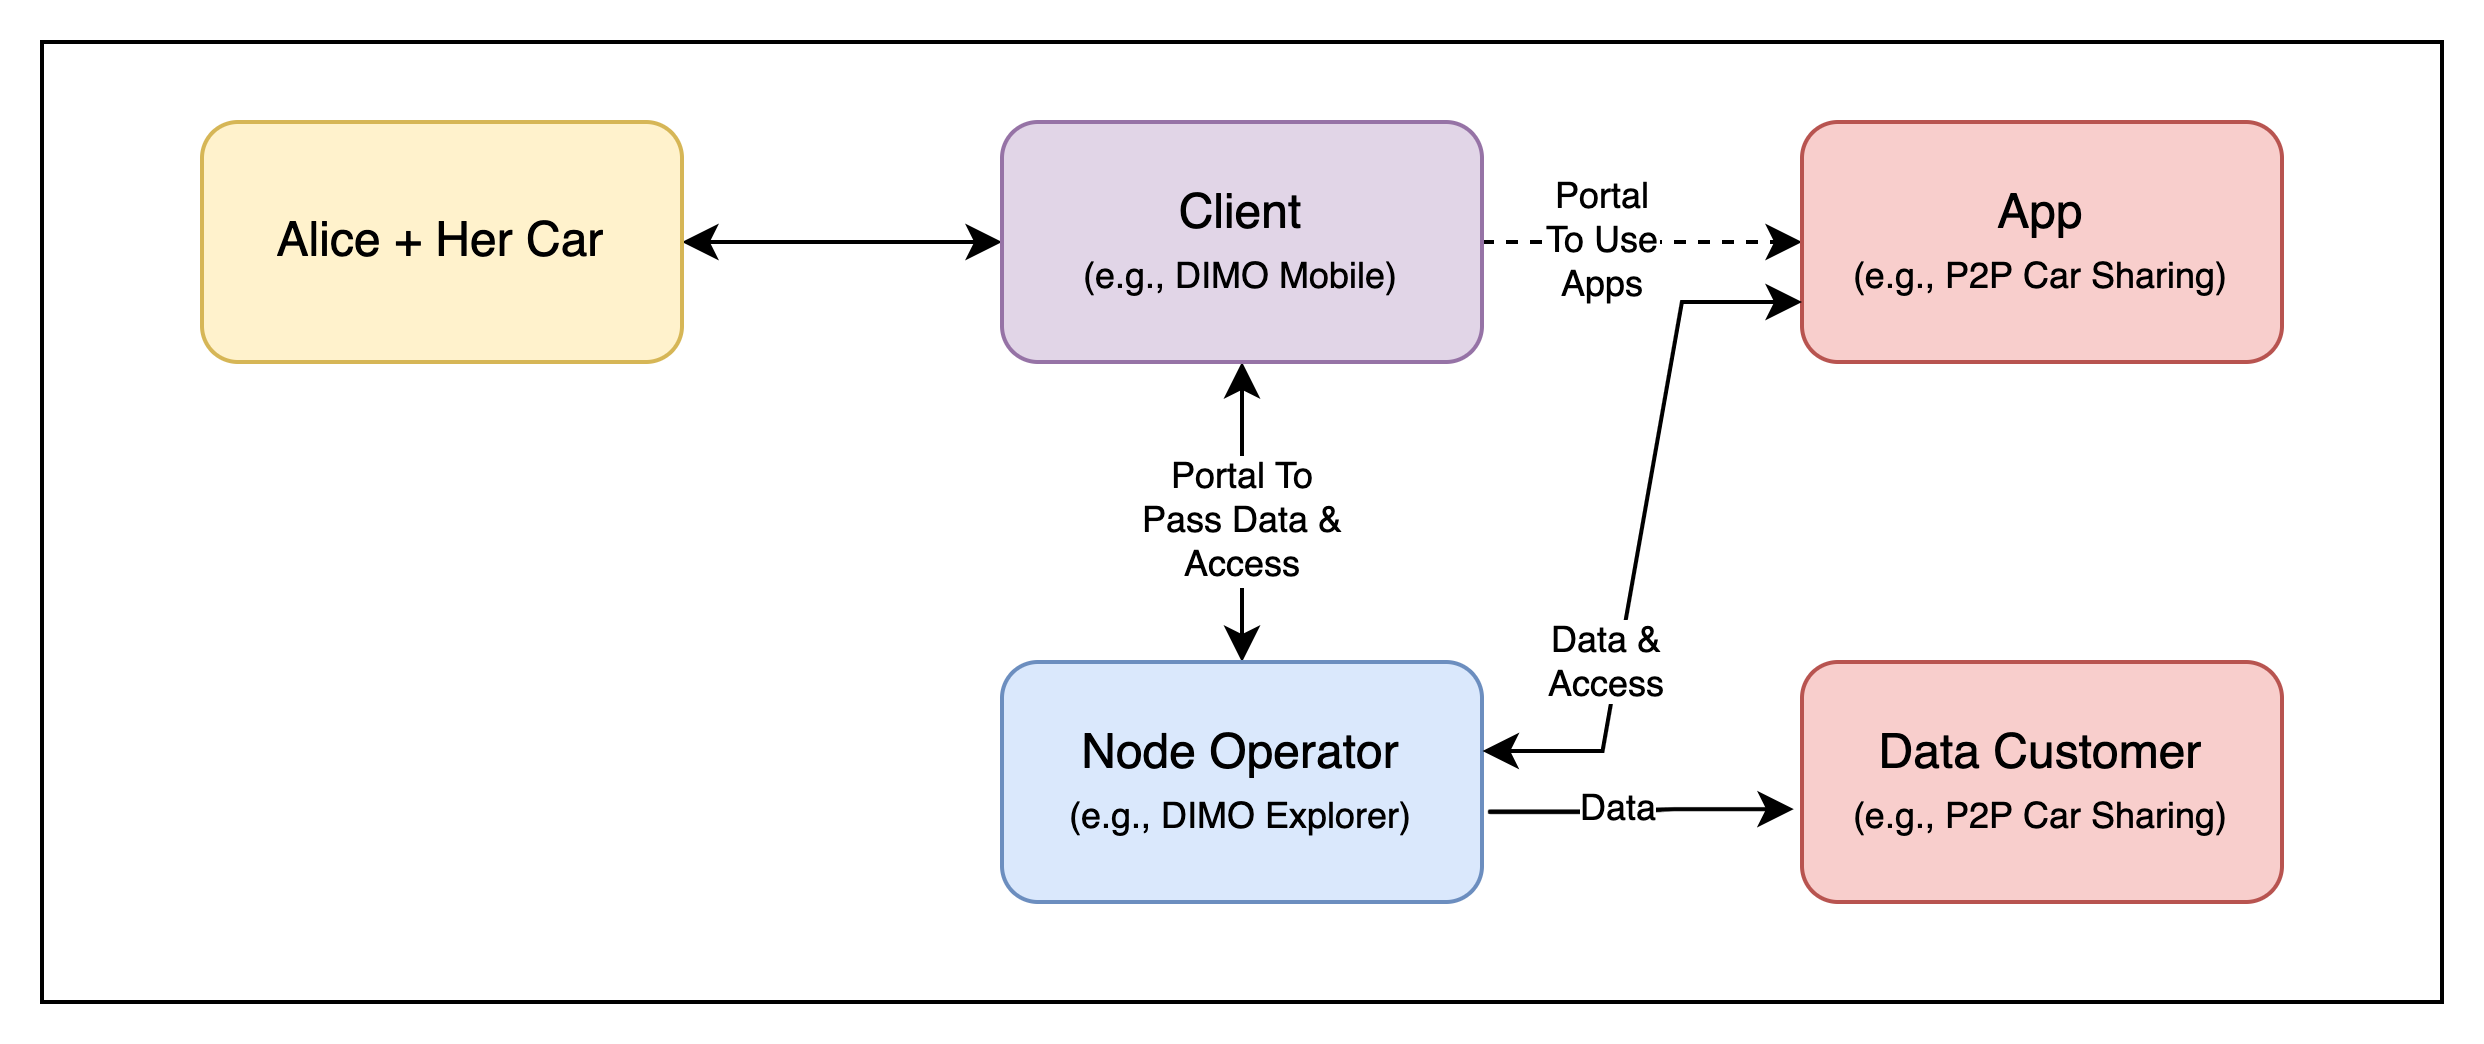 Alice + Her Car
Client
(e.g., DIMO Mobile)
Portal
To Use
Apps
App
(e.g., P2P Car Sharing)
Portal To
Pass Data &
Access
Data &
Access
Node Operator
(e.g., DIMO Explorer)
Data
Data Customer
(e.g., P2P Car Sharing)